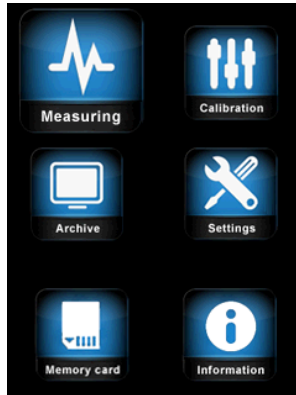 Measuring
Calibration
Archive
Settings
Memory card
Information